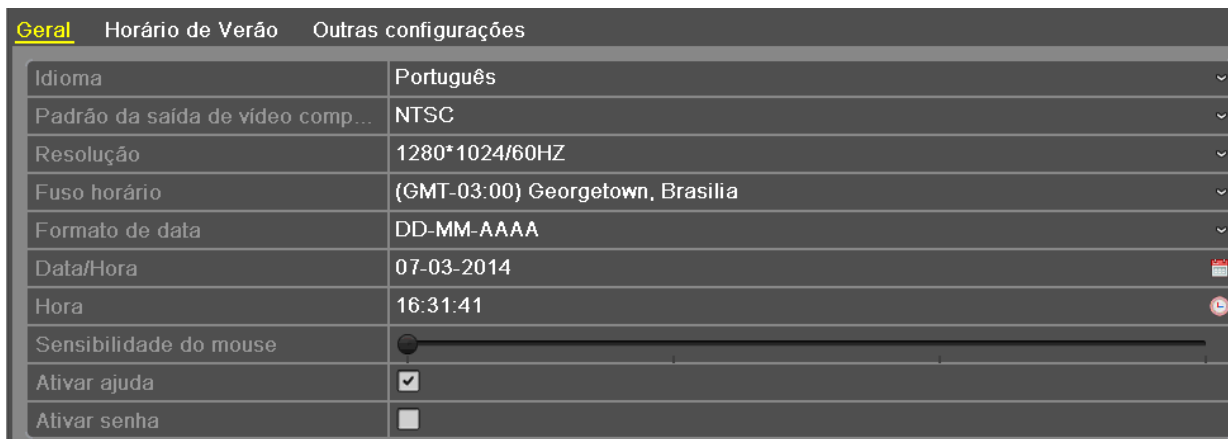 Geral Horário de Verão Outras configurações
Idioma Português
Padrão da saída de vídeo comp... NTSC
Resolução 1280*1024/60HZ
Fuso horário (GMT-03:00) Georgetown, Brasilia
Formato de data DD-MM-AAAA
Data/Hora 07-03-2014
Hora 16:31:41
Sensibilidade do mouse
Ativar ajuda
Ativar senha